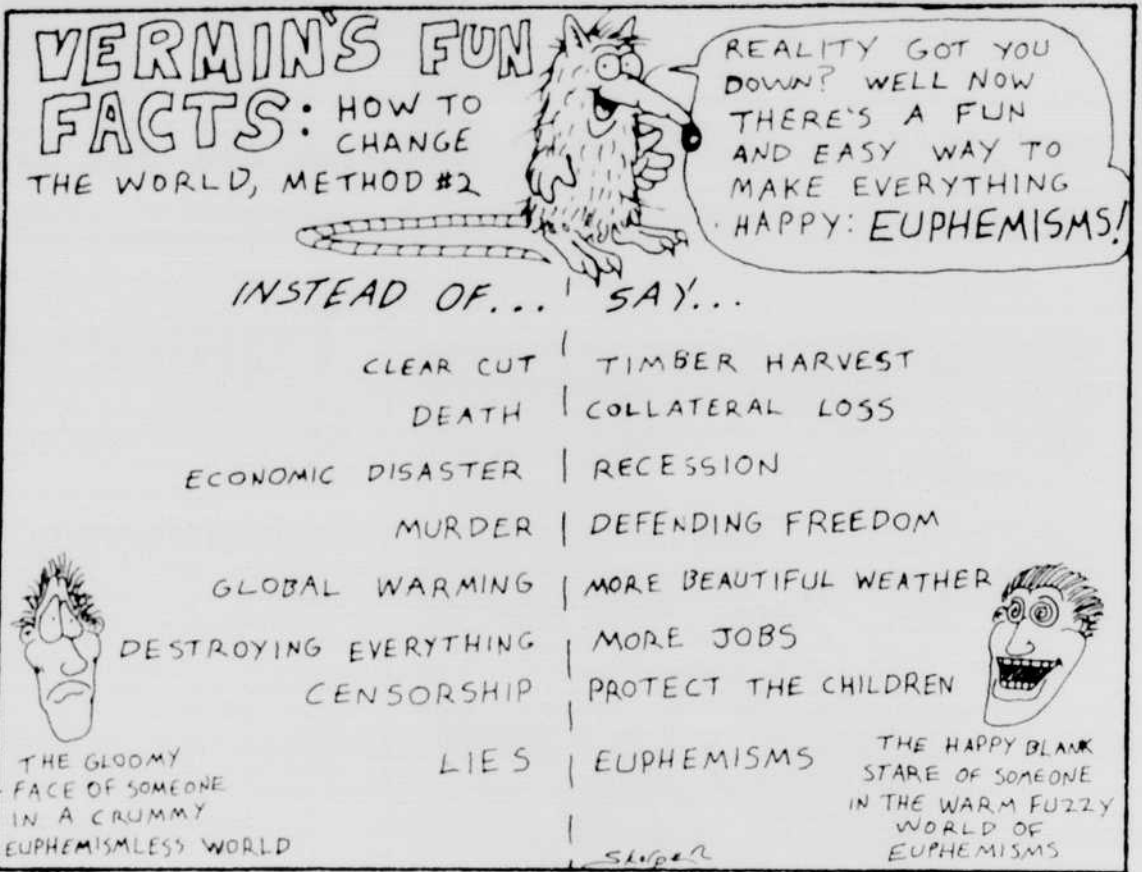 VERMIN'S FUN
FACTS: HOW TO
CHANGE
THE WORLD, METHOD #2
REALITY GOT YOU
DOWN? WELL NOW
THERE'S A FUN
AND EASY WAY TO
MAKE EVERYTHING
HAPPY: EUPHEMISMS!
INSTEAD OF... SAY...
CLEAR CUT TIMBER HARVEST
DEATH COLLATERAL LOSS
ECONOMIC DISASTER RECESSION
MURDER DEFENDING FREEDOM
GLOBAL WARMING MORE BEAUTIFUL WEATHER
DESTROYING EVERYTHING MORE JOBS
CENSORSHIP PROTECT THE CHILDREN
LIES EUPHEMISMS
THE GLOOMY
FACE OF SOMEONE
IN A CRUMMY
EUPHEMISMLESS WORLD
THE HAPPY BLANK
STARE OF SOMEONE
IN THE WARM FUZZY
WORLD OF
EUPHEMISMS